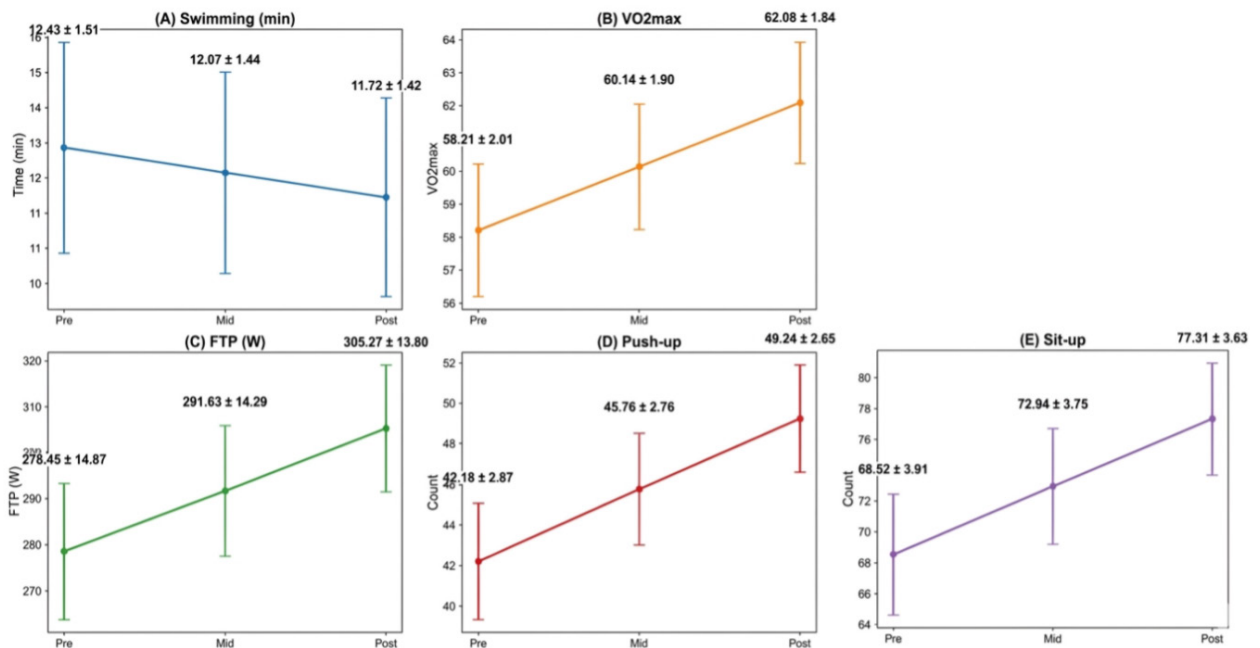 (A) Swimming (min)
12.43 ± 1.51
12.07 ± 1.44
11.72 ± 1.42
Time (min)
16
15
14
13
12
11
11
10
Pre
Mid
Post
(B) VO2max
62.08 ± 1.84
60.14 ± 1.90
58.21 ± 2.01
VO2max
64
63
62
60
59
58
57
56
Pre
Mid
Post
(C) FTP (W)
305.27 ± 13.80
291.63 ± 14.29
278.45 ± 14.87
FTP (W)
320
310
290
280
270
Pre
Mid
Post
(D) Push-up
49.24 ± 2.65
45.76 ± 2.76
42.18 ± 2.87
Count
52
50
48
44
42
40
Pre
Mid
Post
(E) Sit-up
77.31 ± 3.63
72.94 ± 3.75
68.52 ± 3.91
Count
80
78
76
72
70
68
66
64
Pre
Mid
Post